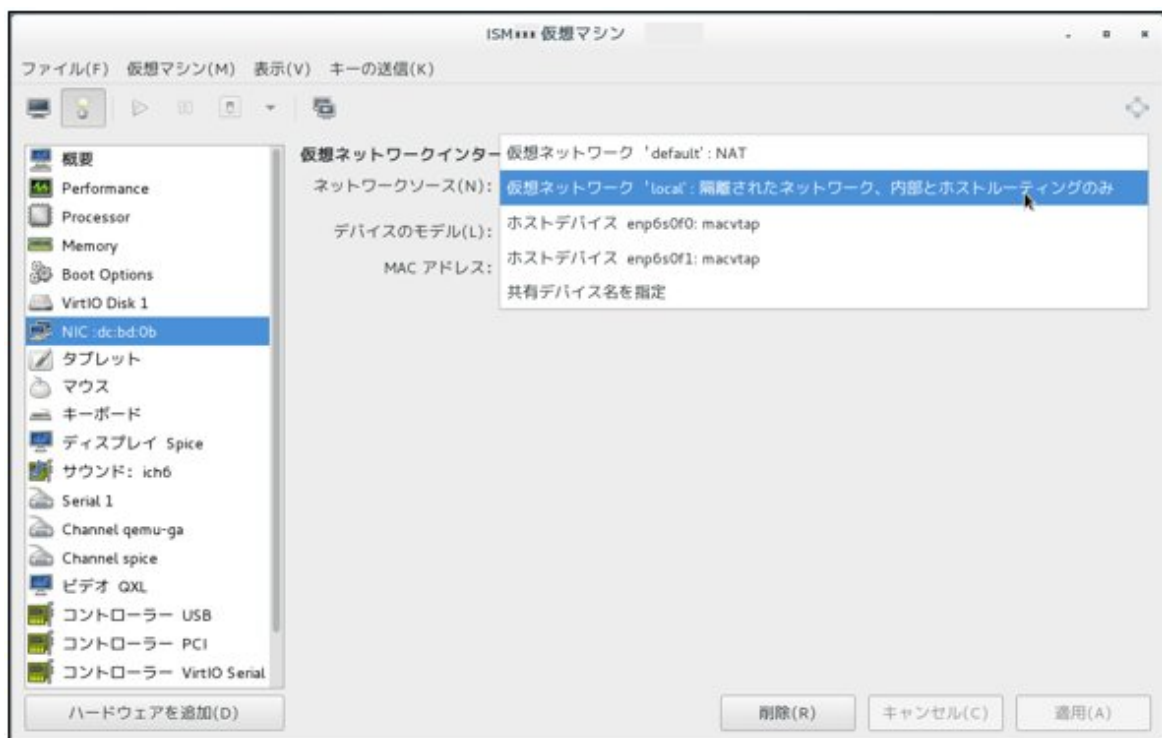 ISM 仮想マシン
ファイル(F) 仮想マシン(M) 表示(V) キーの送信(K)
概要
Performance
Processor
Memory
Boot Options
VirtIO Disk 1
NIC :dc:bd:0b
タブレット
マウス
キーボード
ディスプレイ Spice
サウンド: ich6
Serial 1
Channel qemu-ga
Channel spice
ビデオ QXL
コントローラー USB
コントローラー PCI
コントローラー VirtIO Serial
ハードウェアを追加(D)
仮想ネットワークインター
ネットワークソース(N):
デバイスのモデル(L):
MAC アドレス:
仮想ネットワーク 'default': NAT
仮想ネットワーク 'local': 隔離されたネットワーク、内部とホストルーティングのみ
ホストデバイス enp6s0f0: macvtap
ホストデバイス enp6s0f1: macvtap
共有デバイス名を指定
削除(R)
キャンセル(C)
適用(A)